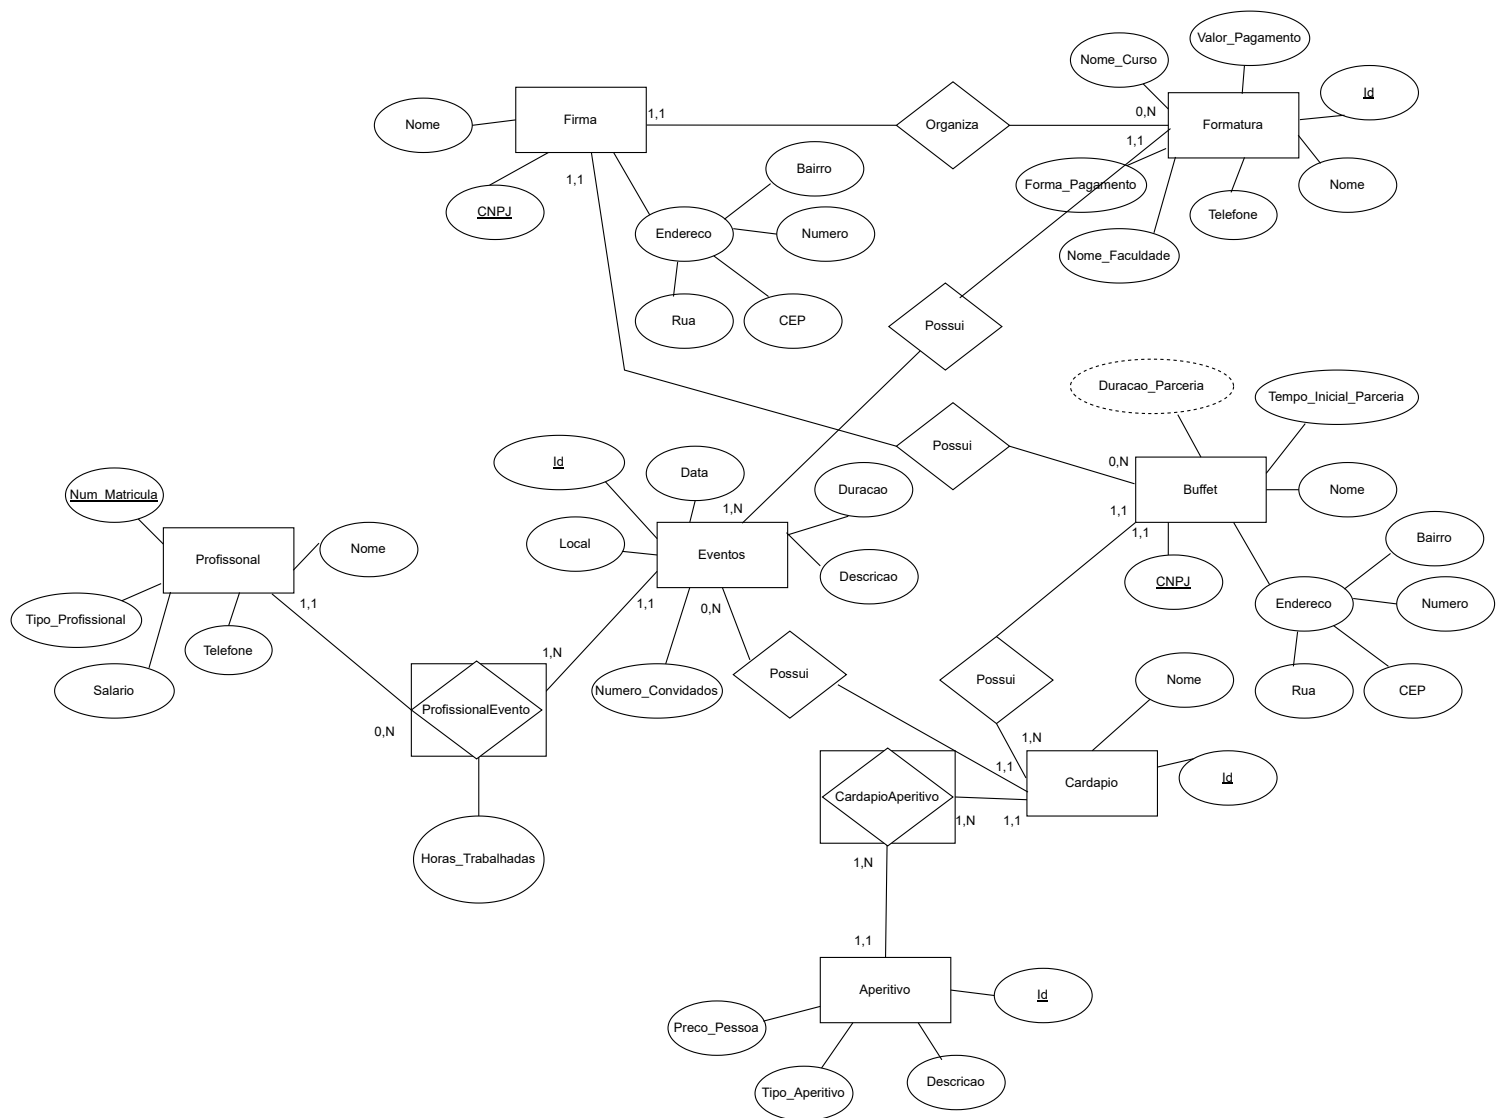 Valor_Pagamento
Nome_Curso
Id
Firma
1,1
Organiza
0,N
Formatura
Nome
1,1
1,1
Bairro
Forma_Pagamento
Nome
CNPJ
Telefone
Endereco
Numero
Nome_Faculdade
Rua
CEP
Possui
Duracao_Parceria
Tempo_Inicial_Parceria
Possui
0,N
Id
Data
Duracao
Buffet
Nome
Num_Matricula
1,N
1,1
1,1
Local
Eventos
Bairro
Nome
Profissonal
Descricao
CNPJ
1,1
1,1
0,N
Endereco
Numero
Tipo_Profissional
Telefone
1,N
Possui
Possui
Nome
Salario
Numero_Convidados
Rua
CEP
ProfissionalEvento
0,N
1,N
1,1
Cardapio
Id
CardapioAperitivo
1,N
1,1
Horas_Trabalhadas
1,N
1,1
Aperitivo
Id
Preco_Pessoa
Tipo_Aperitivo
Descricao